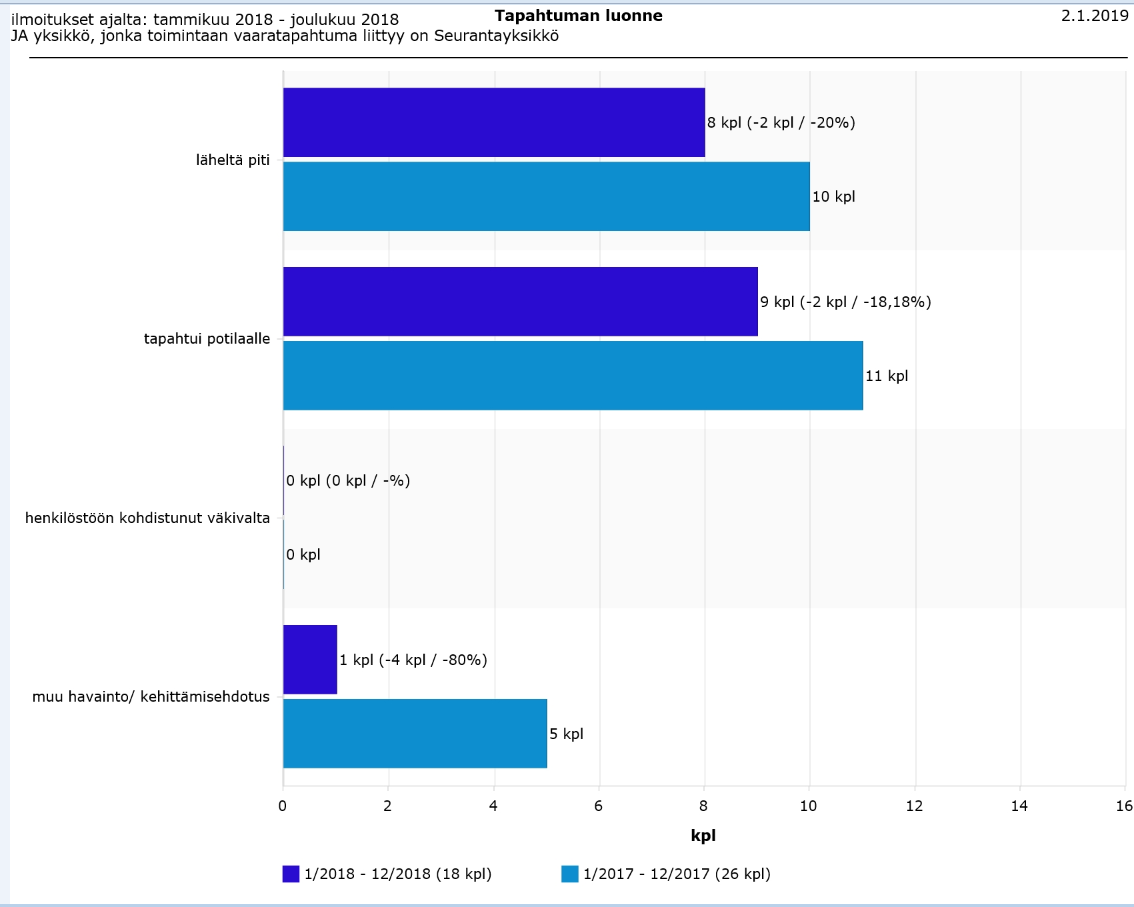 ilmoitukset ajalta: tammikuu 2018 - joulukuu 2018
Tapahtuman luonne
2.1.2019
JA yksikkö, jonka toimintaan vaaratapahtuma liittyy on Seurantayksikkö
läheltä piti
8 kpl (-2 kpl / -20%)
10 kpl
tapahtui potilaalle
9 kpl (-2 kpl / -18,18%)
11 kpl
henkilöstöön kohdistunut väkivalta
0 kpl (0 kpl / -%)
0 kpl
muu havainto/ kehittämisehdotus
1 kpl (-4 kpl / -80%)
5 kpl
0 2 4 6 8 10 12 14 16
kpl
1/2018 - 12/2018 (18 kpl)
1/2017 - 12/2017 (26 kpl)